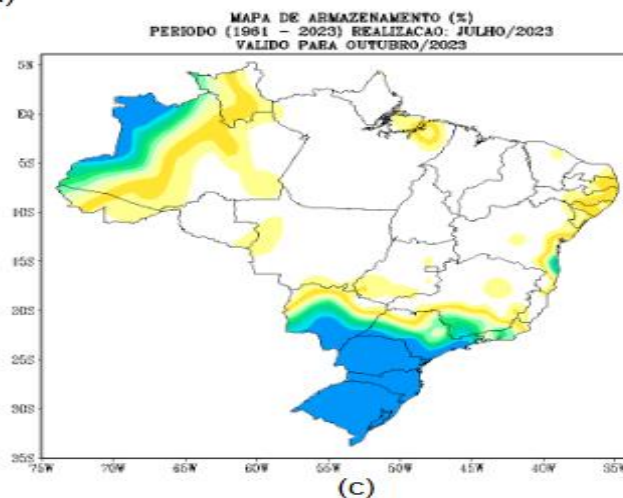 )
MAPA DE ARMAZENAMENTO (%)
PERIODO (1961 - 2023) REALIZACAO: JULHO/2023
VALIDO PARA OUTUBRO/2023
5N
EQ
5S
10S
15S
20S
25S
30S
35S
75W 70W 65W 60W 55W 50W 45W 40W 35W
(C)